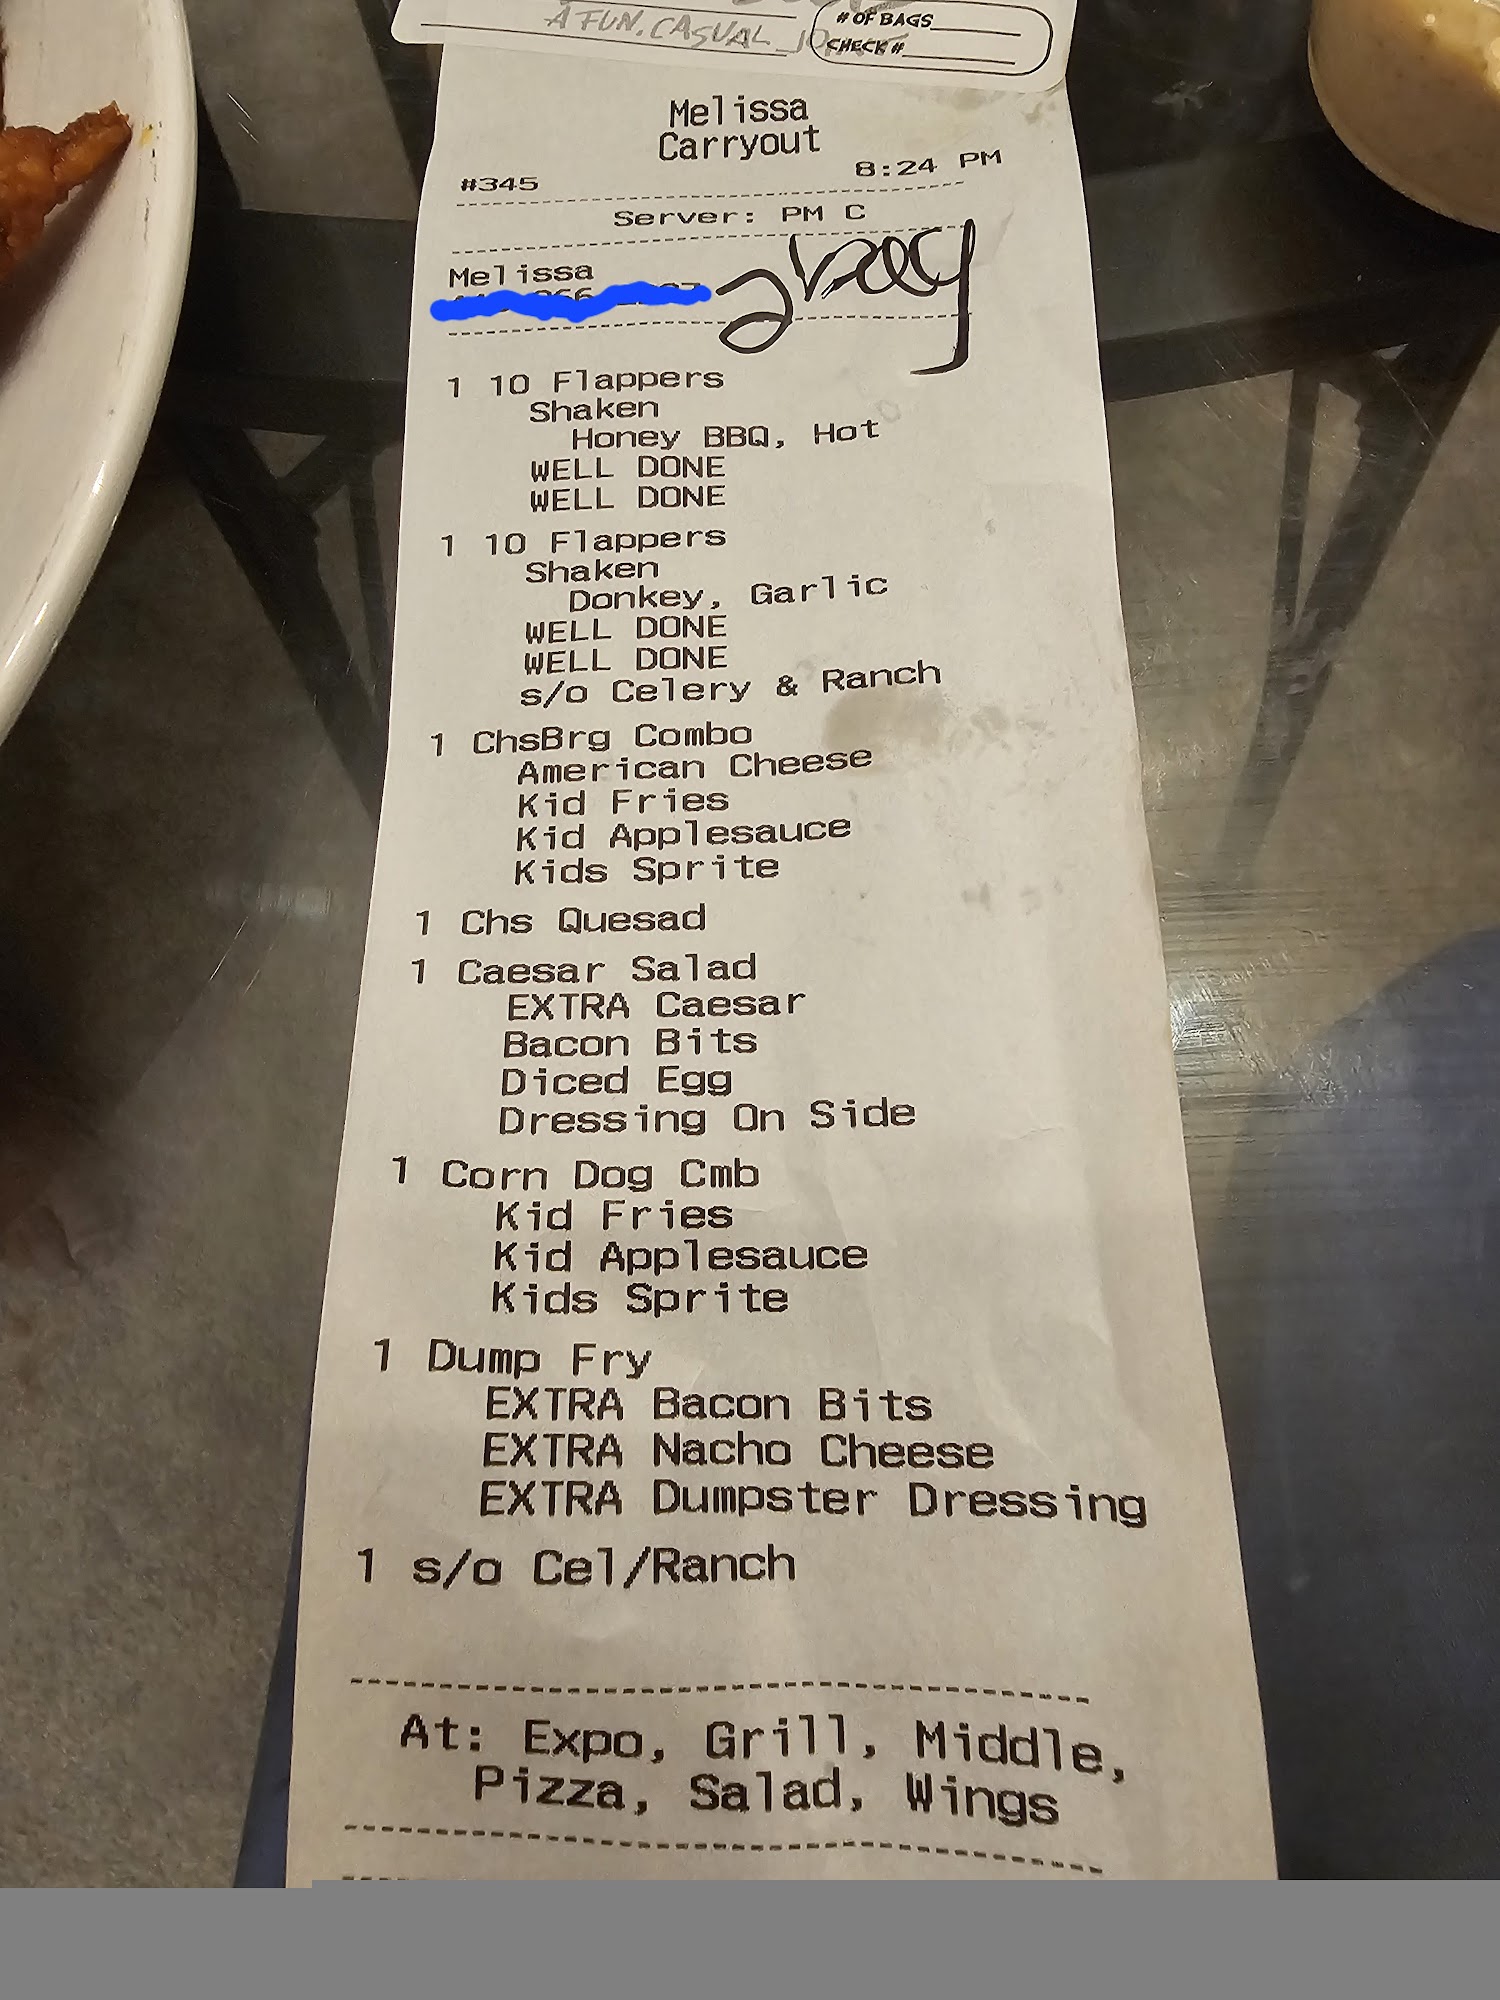 # OF BAGS
A FUN, CASUAL
CHECK #
Melissa
Carryout
#345 8:24 PM
Server: PM C
Melissa
2 bag
1 10 Flappers
Shaken
Honey BBQ, Hot
WELL DONE
WELL DONE
1 10 Flappers
Shaken
Donkey, Garlic
WELL DONE
WELL DONE
s/o Celery & Ranch
1 ChsBrg Combo
American Cheese
Kid Fries
Kid Applesauce
Kids Sprite
1 Chs Quesad
1 Caesar Salad
EXTRA Caesar
Bacon Bits
Diced Egg
Dressing On Side
1 Corn Dog Cmb
Kid Fries
Kid Applesauce
Kids Sprite
1 Dump Fry
EXTRA Bacon Bits
EXTRA Nacho Cheese
EXTRA Dumpster Dressing
1 s/o Cel/Ranch
At: Expo, Grill, Middle,
Pizza, Salad, Wings